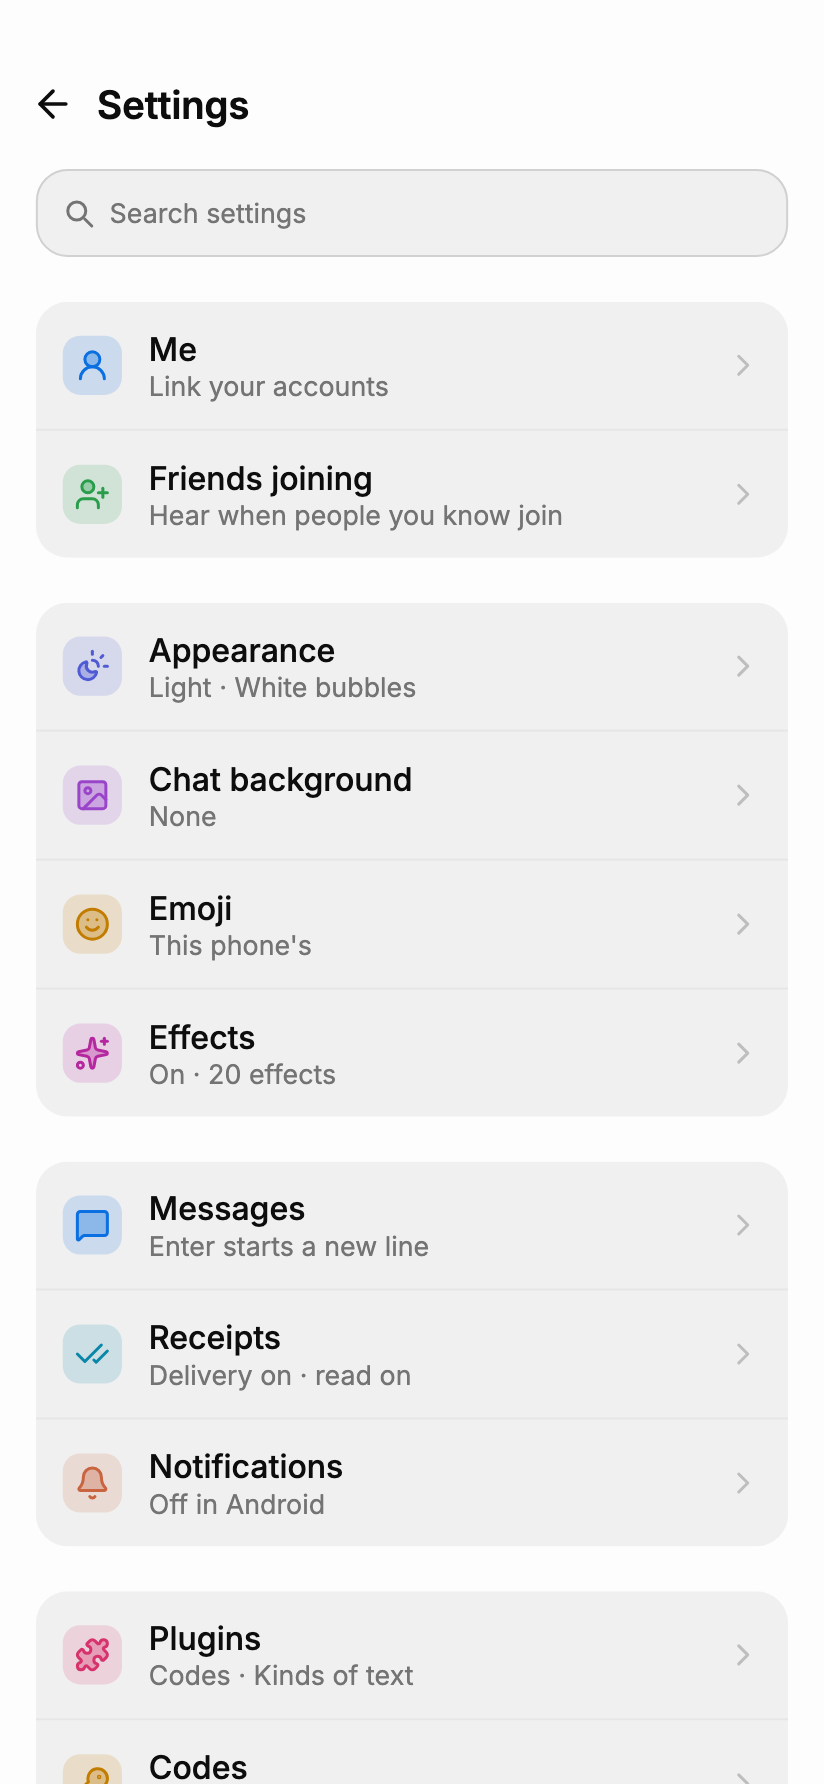 Settings
Search settings
Me
Link your accounts
Friends joining
Hear when people you know join
Appearance
Light · White bubbles
Chat background
None
Emoji
This phone's
Effects
On · 20 effects
Messages
Enter starts a new line
Receipts
Delivery on · read on
Notifications
Off in Android
Plugins
Codes · Kinds of text
Codes